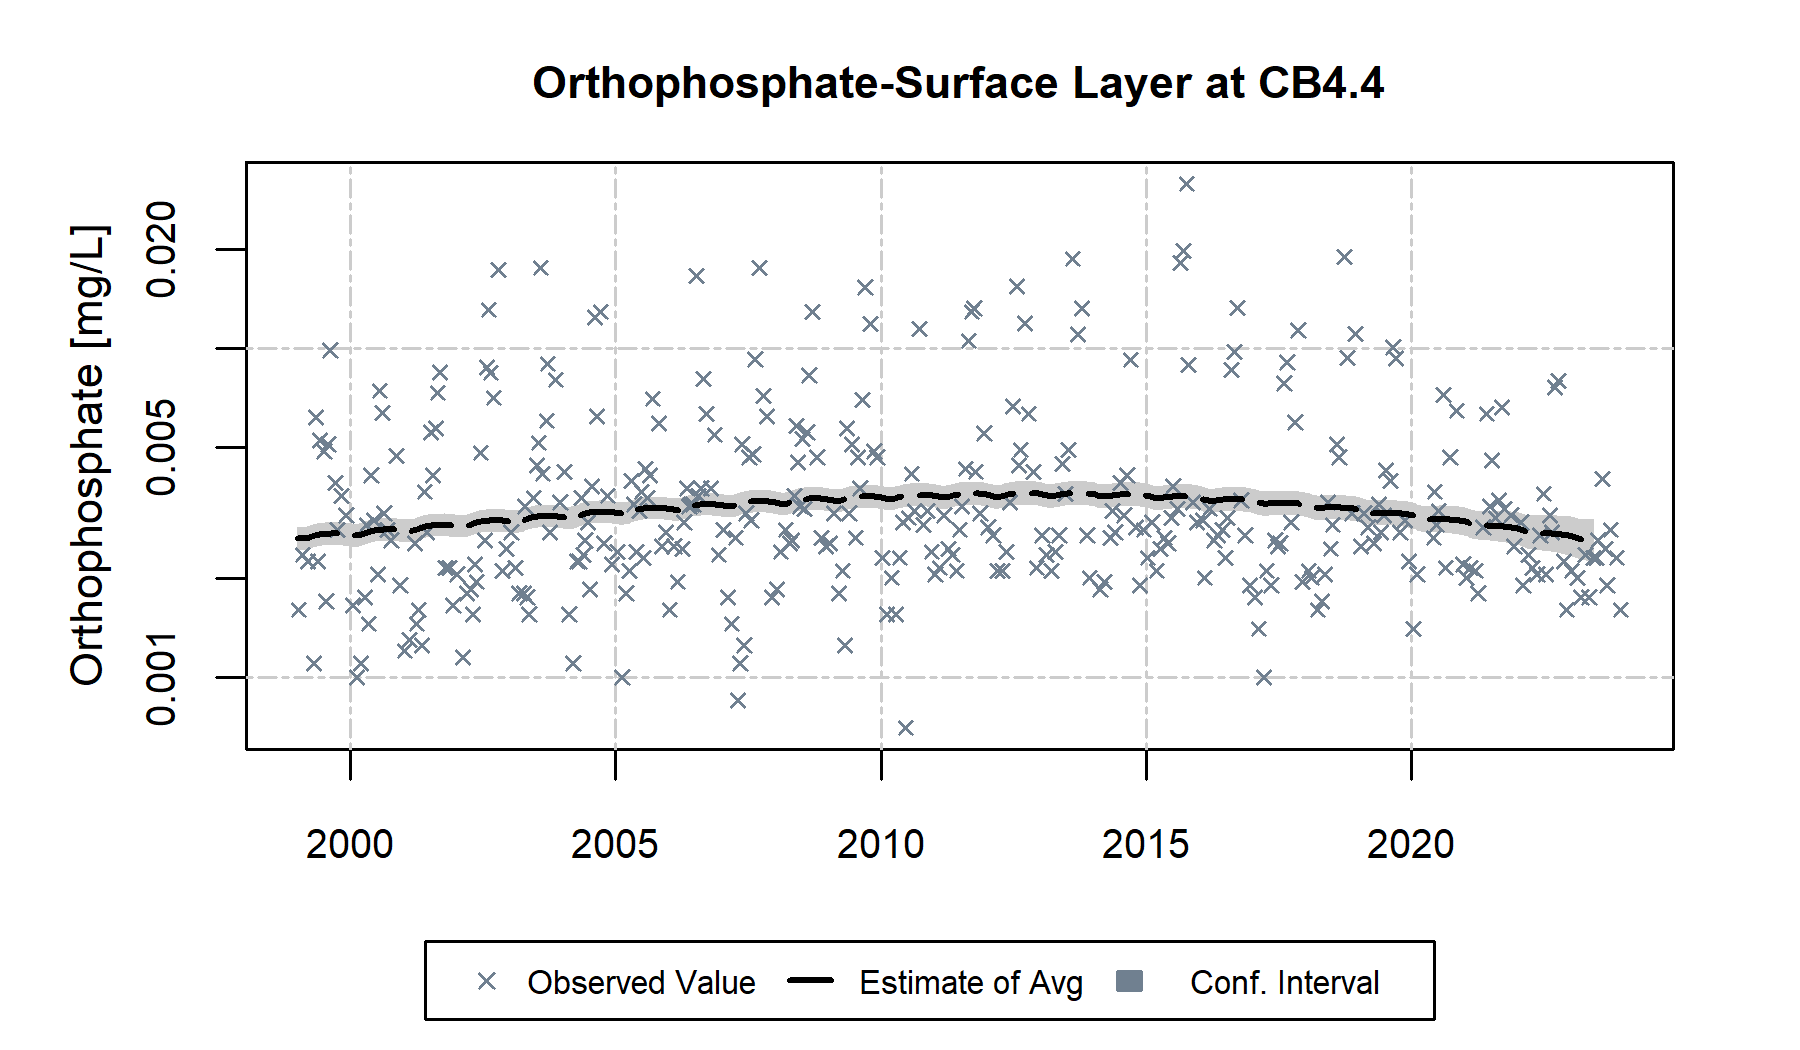 Orthophosphate-Surface Layer at CB4.4
Orthophosphate [mg/L]
0.020
0.005
0.001
2000 2005 2010 2015 2020
Observed Value Estimate of Avg Conf. Interval